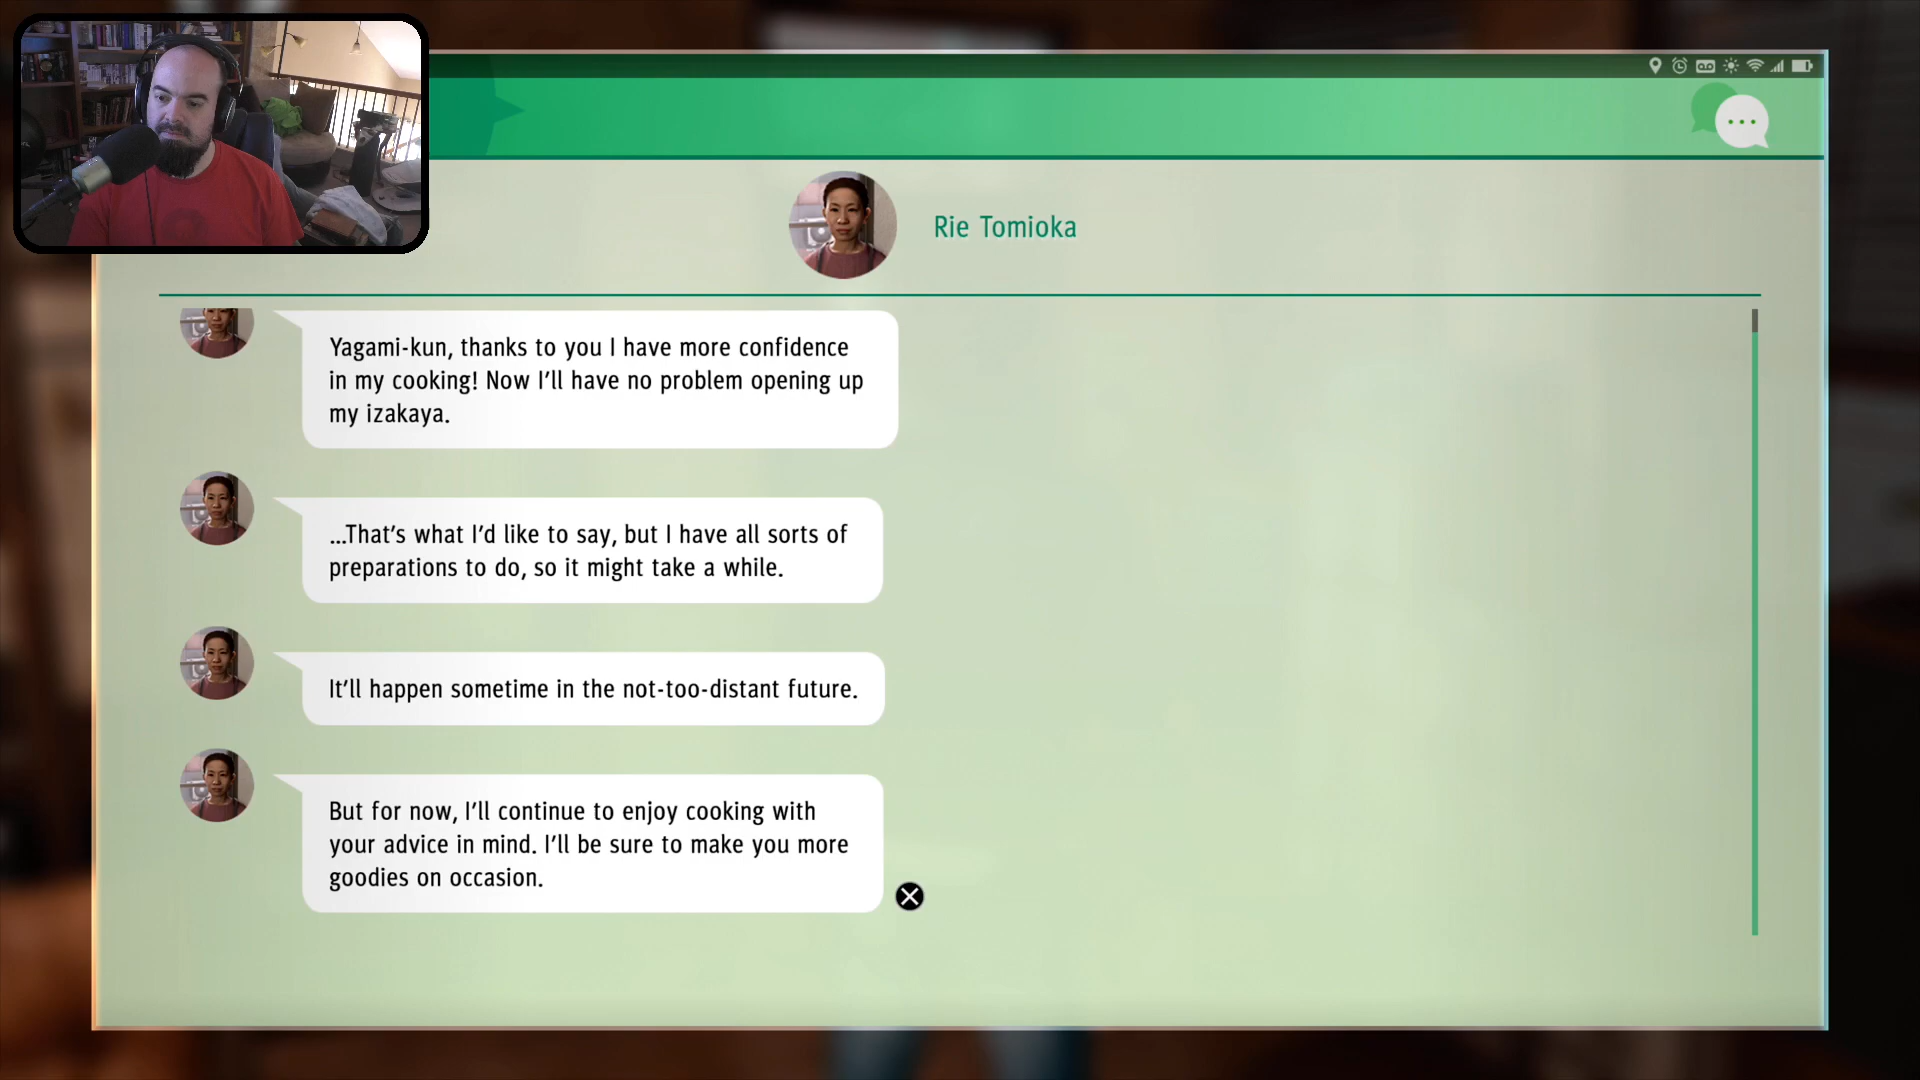 Rie Tomioka
Yagami-kun, thanks to you I have more confidence
in my cooking! Now I'll have no problem opening up
my izakaya.
...That's what I'd like to say, but I have all sorts of
preparations to do, so it might take a while.
It'll happen sometime in the not-too-distant future.
But for now, I'll continue to enjoy cooking with
your advice in mind. I'll be sure to make you more
goodies on occasion.